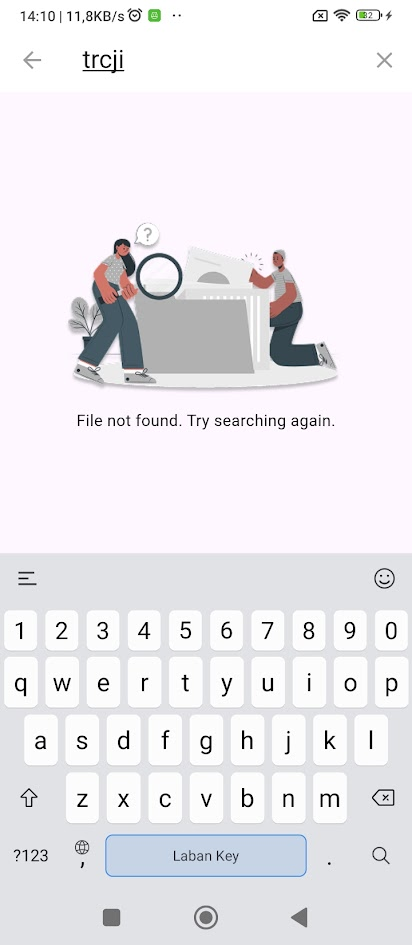 14:10 | 11,8KB/s
32
trcji
?
File not found. Try searching again.
1 2 3 4 5 6 7 8 9 0
q w e r t y u i o p
a s d f g h j k l
z x c v b n m
?123 , Laban Key .